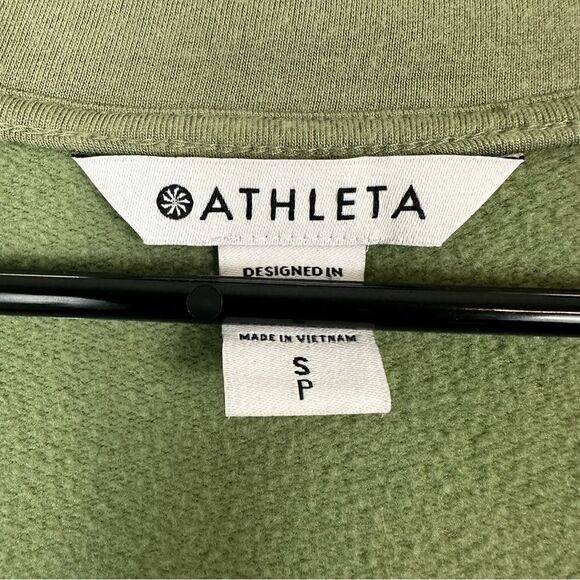 ATHLETA
DESIGNED IN
MADE IN VIETNAM
S
P